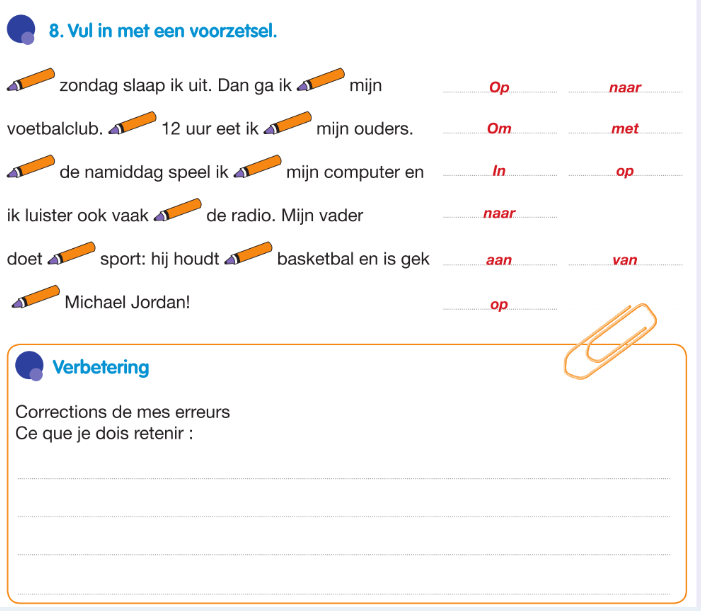 8. Vul in met een voorzetsel.
zondag slaap ik uit. Dan ga ik mijn Op naar
voetbalclub. 12 uur eet ik mijn ouders. Om met
de namiddag speel ik mijn computer en In op
ik luister ook vaak de radio. Mijn vader naar
doet sport: hij houdt basketbal en is gek aan van
Michael Jordan! op
Verbetering
Corrections de mes erreurs
Ce que je dois retenir :